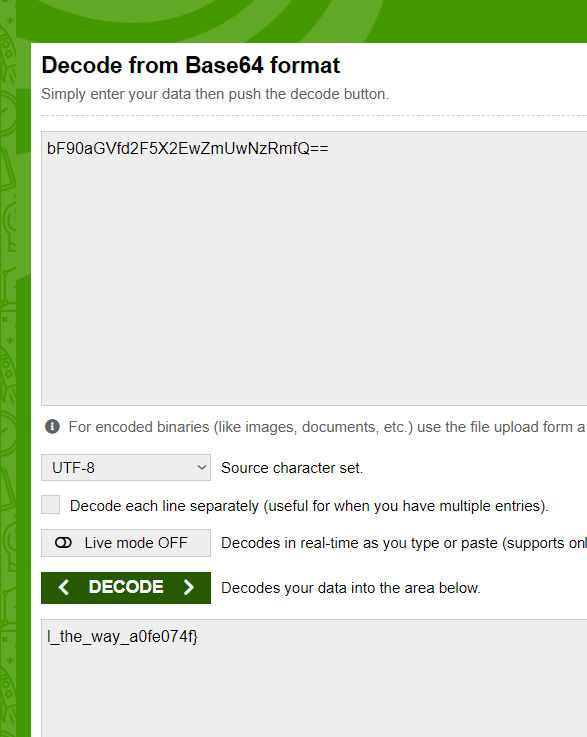 Decode from Base64 format
Simply enter your data then push the decode button.
bF90aGVfd2F5X2EwZmUwNzRmfQ==
For encoded binaries (like images, documents, etc.) use the file upload form a
UTF-8 Source character set.
Decode each line separately (useful for when you have multiple entries).
Live mode OFF Decodes in real-time as you type or paste (supports onl
< DECODE > Decodes your data into the area below.
l_the_way_a0fe074f}